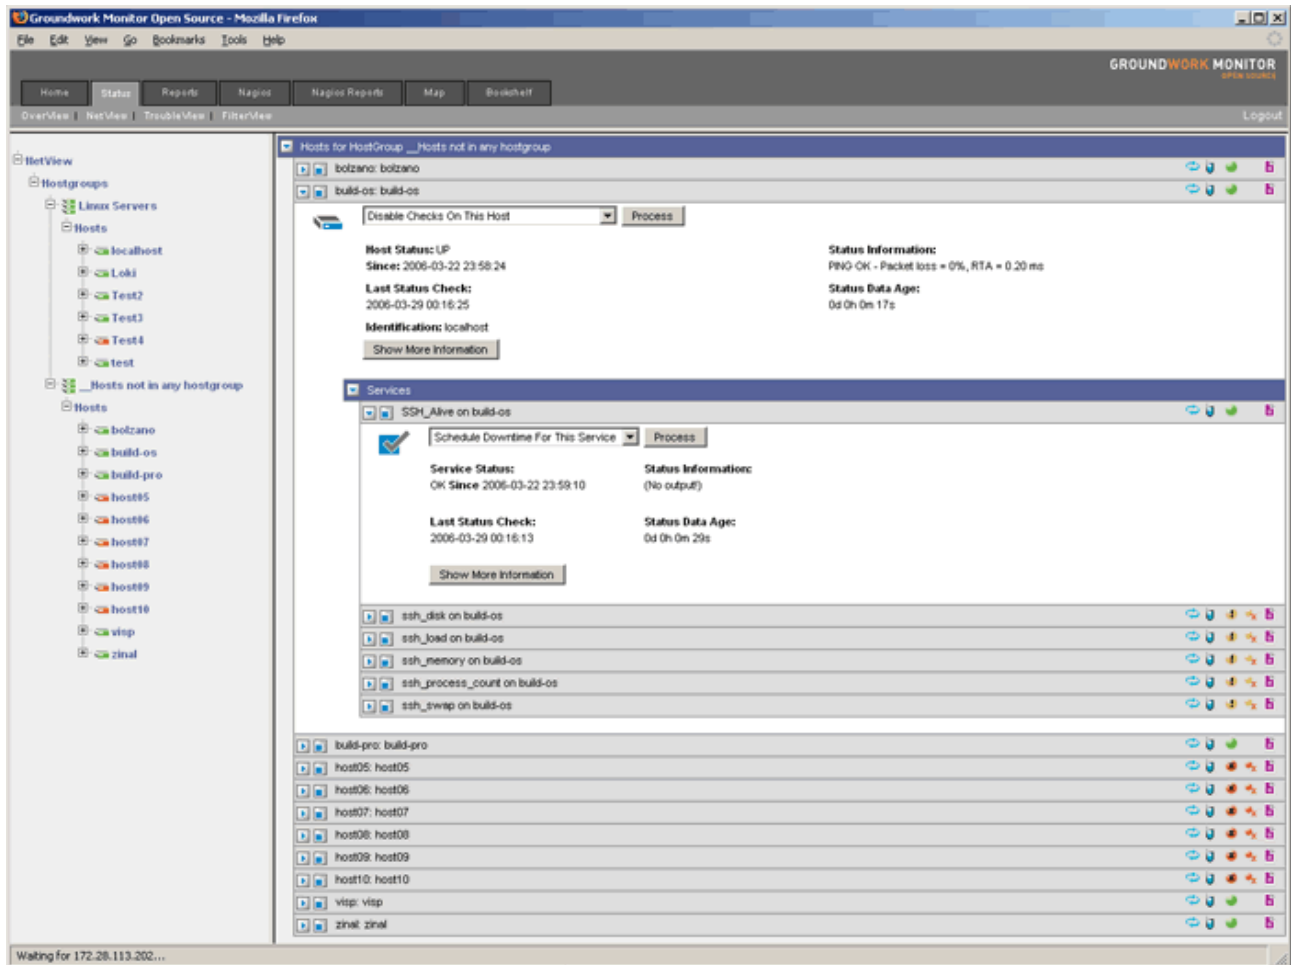 Groundwork Monitor Open Source - Mozilla Firefox
File Edit View Go Bookmarks Tools Help
GROUNDWORK MONITOR
OPEN SOURCE
Home Status Reports Nagios Nagios Reports Map Bookshelf
OverView | NetView | TroubleView | FilterView Logout
NetView
Hostgroups
Linux Servers
Hosts
localhost
Loki
Test2
Test3
Test4
test
__Hosts not in any hostgroup
Hosts
bolzano
build-os
build-pro
host05
host06
host07
host08
host09
host10
visp
zinal
Hosts for HostGroup __Hosts not in any hostgroup
bolzano: bolzano
build-os: build-os
Disable Checks On This Host Process
Host Status: UP
Since: 2006-03-22 23:58:24
Last Status Check:
2006-03-29 00:16:25
Identification: localhost
Show More Information
Status Information:
PING OK - Packet loss = 0%, RTA = 0.20 ms
Status Data Age:
0d 0h 0m 17s
Services
SSH_Alive on build-os
Schedule Downtime For This Service Process
Service Status:
OK Since 2006-03-22 23:59:10
Status Information:
(No output!)
Last Status Check:
2006-03-29 00:16:13
Status Data Age:
0d 0h 0m 29s
Show More Information
ssh_disk on build-os
ssh_load on build-os
ssh_memory on build-os
ssh_process_count on build-os
ssh_swap on build-os
build-pro: build-pro
host05: host05
host06: host06
host07: host07
host08: host08
host09: host09
host10: host10
visp: visp
zinal: zinal
Waiting for 172.28.113.202...